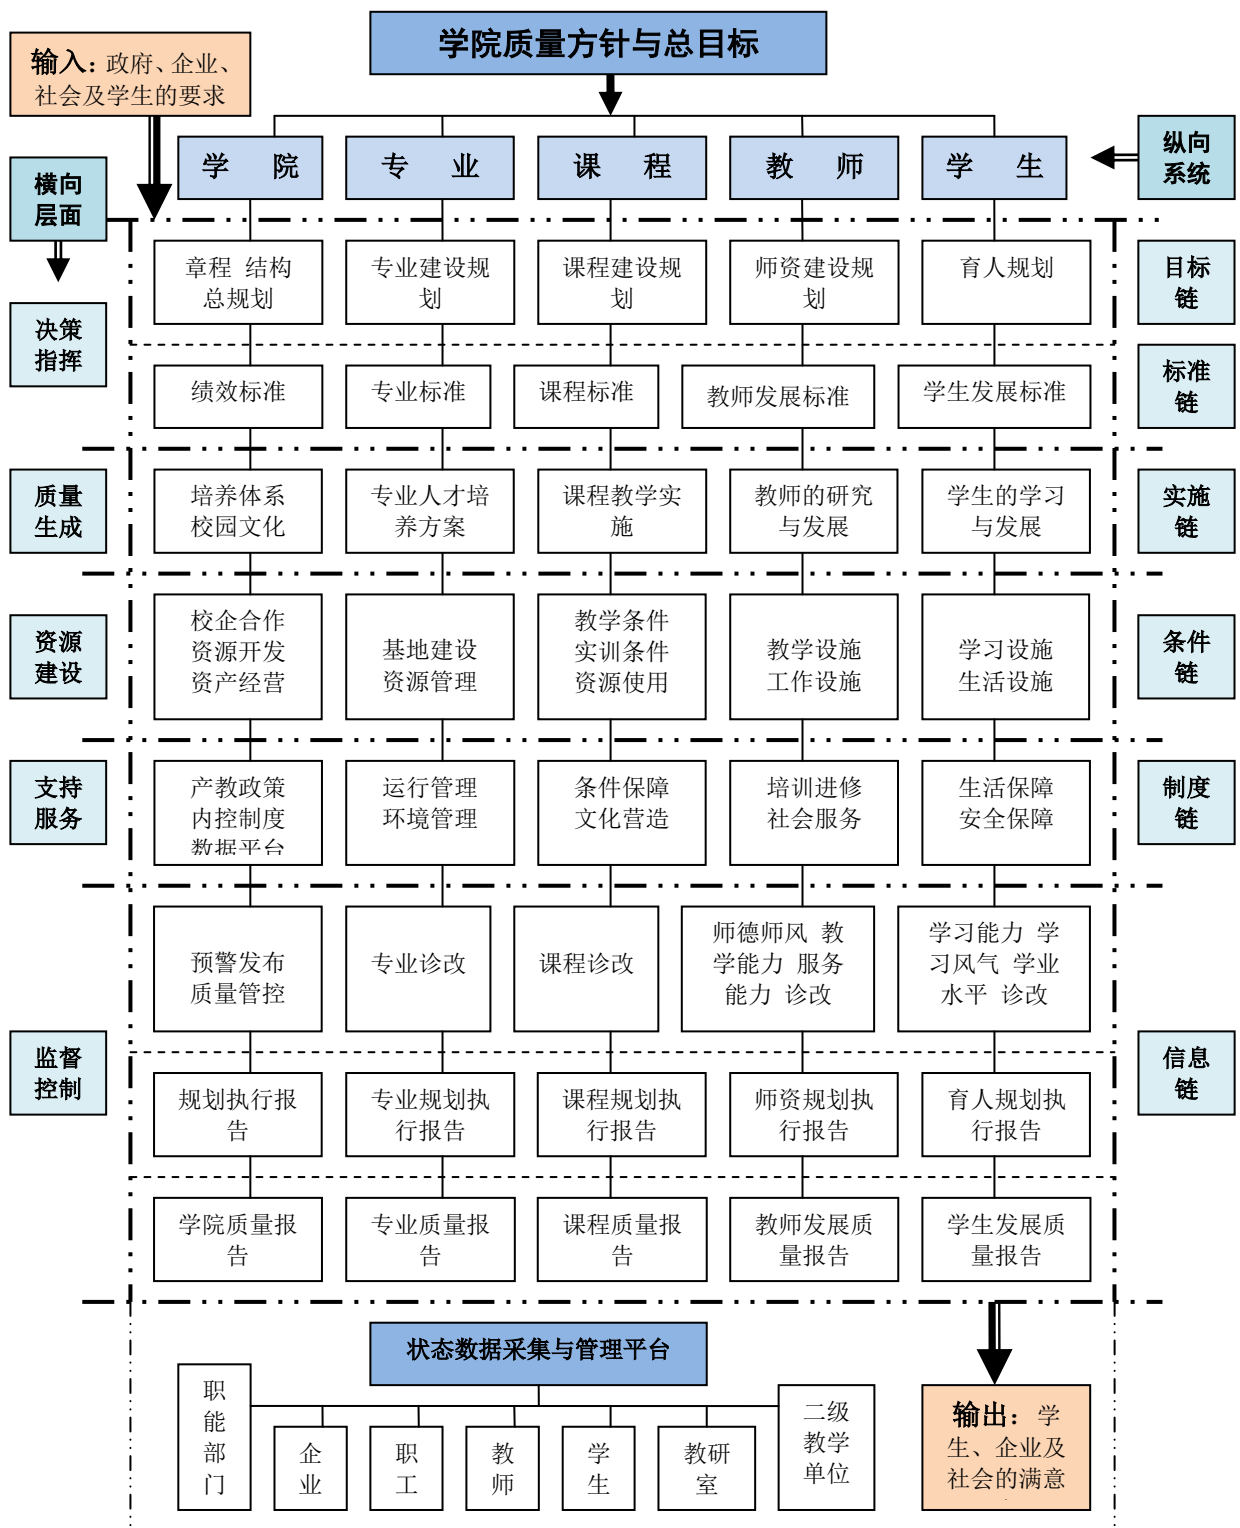 学院质量方针与总目标
输入：政府、企业、
社会及学生的要求
学 院
专 业
课 程
教 师
学 生
纵向
系统
横向
层面
章程 结构
总规划
专业建设规
划
课程建设规
划
师资建设规
划
育人规划
目标
链
决策
指挥
绩效标准
专业标准
课程标准
教师发展标准
学生发展标准
标准
链
质量
生成
培养体系
校园文化
专业人才培
养方案
课程教学实
施
教师的研究
与发展
学生的学习
与发展
实施
链
资源
建设
校企合作
资源开发
资产经营
基地建设
资源管理
教学条件
实训条件
资源使用
教学设施
工作设施
学习设施
生活设施
条件
链
支持
服务
产教政策
内控制度
数据平台
运行管理
环境管理
条件保障
文化营造
培训进修
社会服务
生活保障
安全保障
制度
链
预警发布
质量管控
专业诊改
课程诊改
师德师风 教
学能力 服务
能力 诊改
学习能力 学
习风气 学业
水平 诊改
监督
控制
规划执行报
告
专业规划执
行报告
课程规划执
行报告
师资规划执
行报告
育人规划执
行报告
信息
链
学院质量报
告
专业质量报
告
课程质量报
告
教师发展质
量报告
学生发展质
量报告
状态数据采集与管理平台
职
能
部
门
企
业
职
工
教
师
学
生
教研
室
二级
教学
单位
输出：学
生、企业及
社会的满意